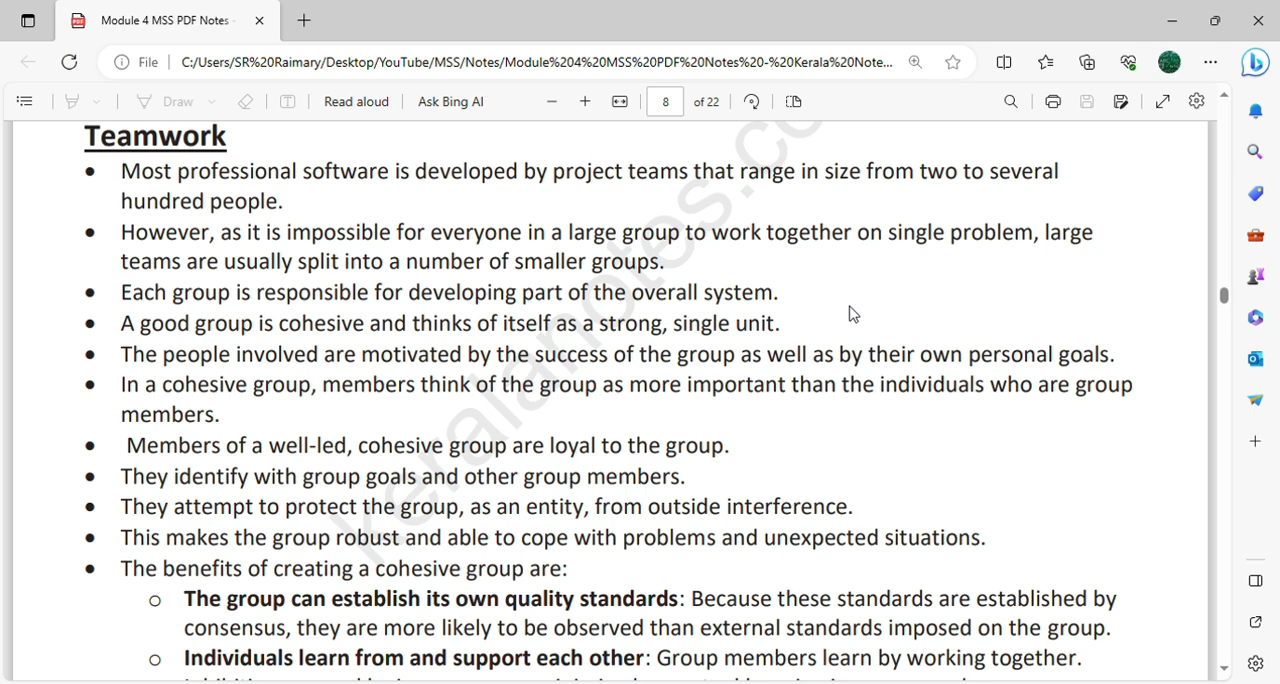 Module 4 MSS PDF Notes -
File
C:/Users/SR%20Raimary/Desktop/YouTube/MSS/Notes/Module%204%20MSS%20PDF%20Notes%20-%20Kerala%20Note...
Draw
Read aloud
Ask Bing AI
8
of 22
Teamwork
• Most professional software is developed by project teams that range in size from two to several
hundred people.
• However, as it is impossible for everyone in a large group to work together on single problem, large
teams are usually split into a number of smaller groups.
• Each group is responsible for developing part of the overall system.
• A good group is cohesive and thinks of itself as a strong, single unit.
• The people involved are motivated by the success of the group as well as by their own personal goals.
• In a cohesive group, members think of the group as more important than the individuals who are group
members.
• Members of a well-led, cohesive group are loyal to the group.
• They identify with group goals and other group members.
• They attempt to protect the group, as an entity, from outside interference.
• This makes the group robust and able to cope with problems and unexpected situations.
• The benefits of creating a cohesive group are:
o The group can establish its own quality standards: Because these standards are established by
consensus, they are more likely to be observed than external standards imposed on the group.
o Individuals learn from and support each other: Group members learn by working together.
keralanotes.co